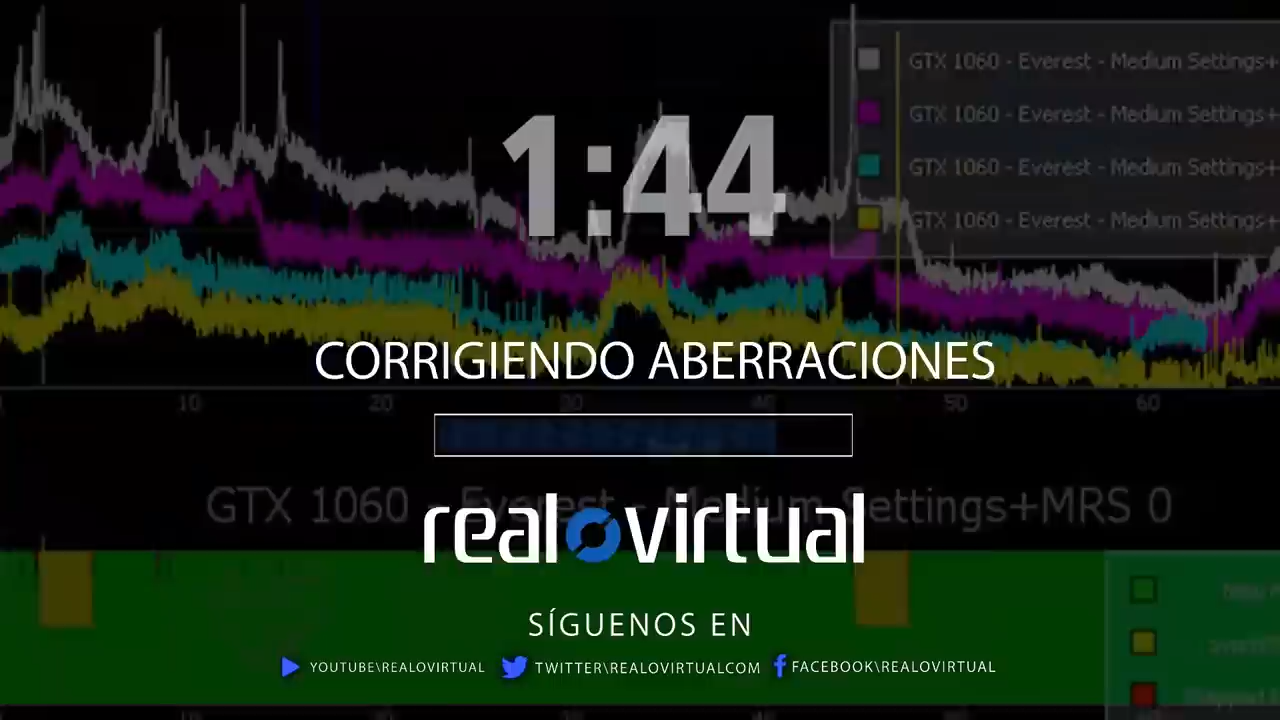 GTX 1060 - Everest - Medium Settings+
GTX 1060 - Everest - Medium Settings+
GTX 1060 - Everest - Medium Settings+
GTX 1060 - Everest - Medium Settings+
1:44
CORRIGIENDO ABERRACIONES
10 20 30 40 50 60
GTX 1060 - Everest - Medium Settings+MRS 0
realovirtual
SÍGUENOS EN
YOUTUBE\REALOVIRTUAL TWITTER\REALOVIRTUALCOM FACEBOOK\REALOVIRTUAL